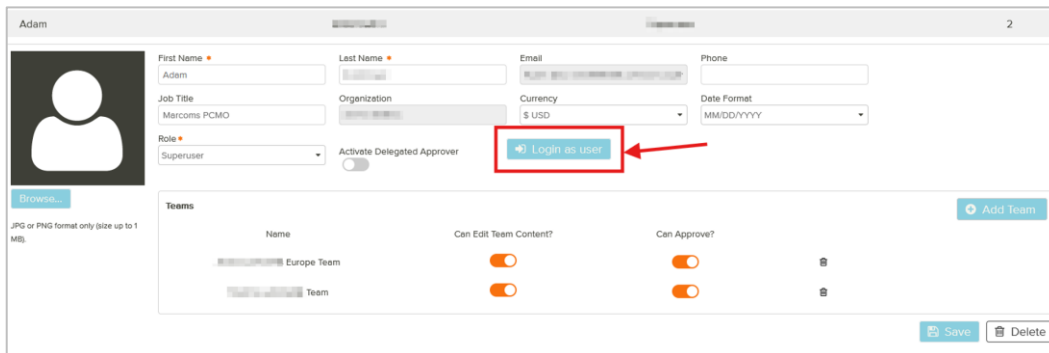 Adam 2
First Name • Last Name • Email Phone
Adam
Job Title Organization Currency Date Format
Marcoms PCMO $ USD MM/DD/YYYY
Role •
Superuser Activate Delegated Approver Login as user
Browse...
JPG or PNG format only (size up to 1
MB).
Teams Add Team
Name Can Edit Team Content? Can Approve?
Europe Team
Team
Save Delete